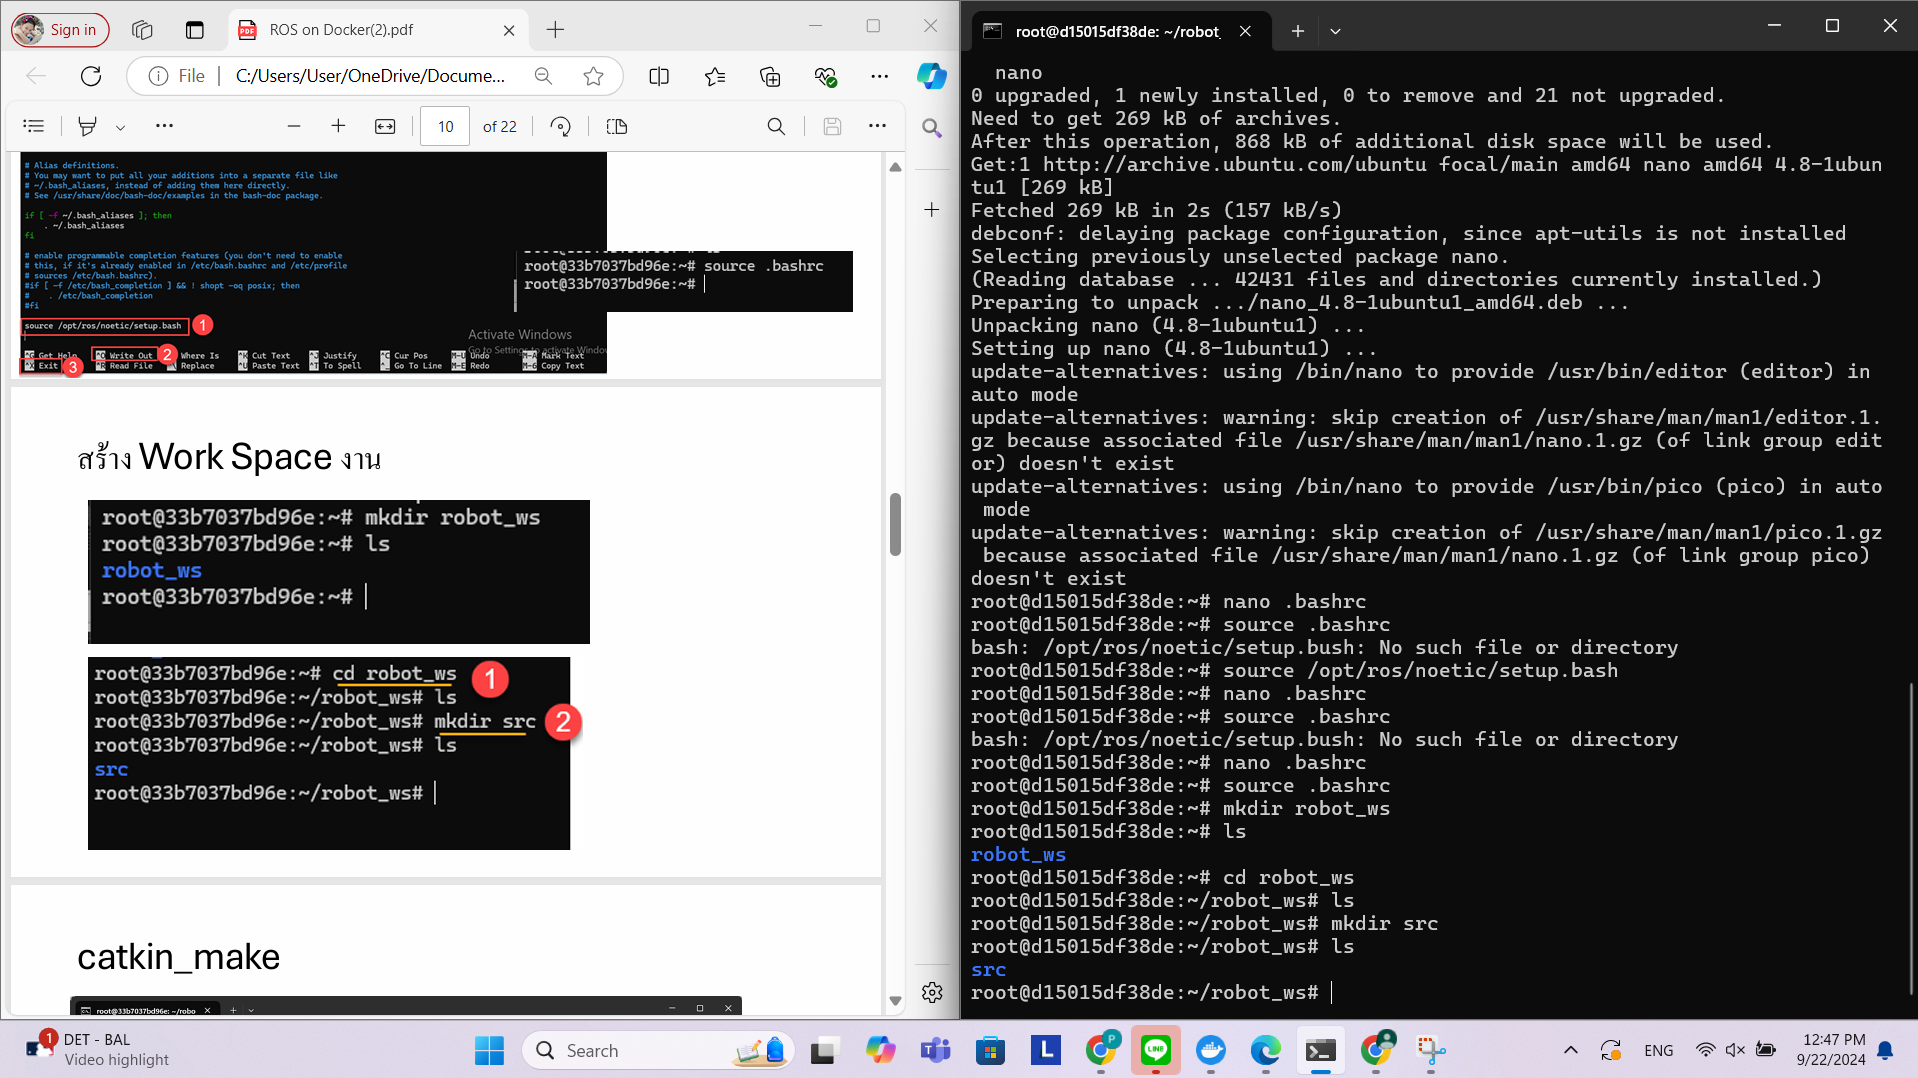 Sign in
ROS on Docker(2).pdf
File
C:/Users/User/OneDrive/Docume...
10
of 22
# Alias definitions.
# You may want to put all your additions into a separate file like
# ~/.bash_aliases, instead of adding them here directly.
# See /usr/share/doc/bash-doc/examples in the bash-doc package.
if [ -f ~/.bash_aliases ]; then
. ~/.bash_aliases
fi
# enable programmable completion features (you don't need to enable
# this, if it's already enabled in /etc/bash.bashrc and /etc/profile
# sources /etc/bash.bashrc).
#if [ -f /etc/bash_completion ] && ! shopt -oq posix; then
# . /etc/bash_completion
#fi
source /opt/ros/noetic/setup.bash
1
Activate Windows
Go to Settings to activate Windows
^G Get Help
^O Write Out
2
Where Is
^K Cut Text
^J Justify
^C Cur Pos
M-U Undo
M-A Mark Text
^X Exit
3
^R Read File
Replace
^U Paste Text
^T To Spell
Go To Line
M-E Redo
M-6 Copy Text
root@33b7037bd96e:~# source .bashrc
root@33b7037bd96e:~#
สร้าง Work Space งาน
root@33b7037bd96e:~# mkdir robot_ws
root@33b7037bd96e:~# ls
robot_ws
root@33b7037bd96e:~#
root@33b7037bd96e:~# cd robot_ws
1
root@33b7037bd96e:~/robot_ws# ls
root@33b7037bd96e:~/robot_ws# mkdir src
2
root@33b7037bd96e:~/robot_ws# ls
src
root@33b7037bd96e:~/robot_ws#
catkin_make
root@33b7037bd96e: ~/robo
root@d15015df38de: ~/robot_
nano
0 upgraded, 1 newly installed, 0 to remove and 21 not upgraded.
Need to get 269 kB of archives.
After this operation, 868 kB of additional disk space will be used.
Get:1 http://archive.ubuntu.com/ubuntu focal/main amd64 nano amd64 4.8-1ubun
tu1 [269 kB]
Fetched 269 kB in 2s (157 kB/s)
debconf: delaying package configuration, since apt-utils is not installed
Selecting previously unselected package nano.
(Reading database ... 42431 files and directories currently installed.)
Preparing to unpack .../nano_4.8-1ubuntu1_amd64.deb ...
Unpacking nano (4.8-1ubuntu1) ...
Setting up nano (4.8-1ubuntu1) ...
update-alternatives: using /bin/nano to provide /usr/bin/editor (editor) in
auto mode
update-alternatives: warning: skip creation of /usr/share/man/man1/editor.1.
gz because associated file /usr/share/man/man1/nano.1.gz (of link group edit
or) doesn't exist
update-alternatives: using /bin/nano to provide /usr/bin/pico (pico) in auto
mode
update-alternatives: warning: skip creation of /usr/share/man/man1/pico.1.gz
because associated file /usr/share/man/man1/nano.1.gz (of link group pico)
doesn't exist
root@d15015df38de:~# nano .bashrc
root@d15015df38de:~# source .bashrc
bash: /opt/ros/noetic/setup.bush: No such file or directory
root@d15015df38de:~# source /opt/ros/noetic/setup.bash
root@d15015df38de:~# nano .bashrc
root@d15015df38de:~# source .bashrc
bash: /opt/ros/noetic/setup.bush: No such file or directory
root@d15015df38de:~# nano .bashrc
root@d15015df38de:~# source .bashrc
root@d15015df38de:~# mkdir robot_ws
root@d15015df38de:~# ls
robot_ws
root@d15015df38de:~# cd robot_ws
root@d15015df38de:~/robot_ws# ls
root@d15015df38de:~/robot_ws# mkdir src
root@d15015df38de:~/robot_ws# ls
src
root@d15015df38de:~/robot_ws#
1
DET - BAL
Video highlight
Search
L
P
LINE
ENG
12:47 PM
9/22/2024